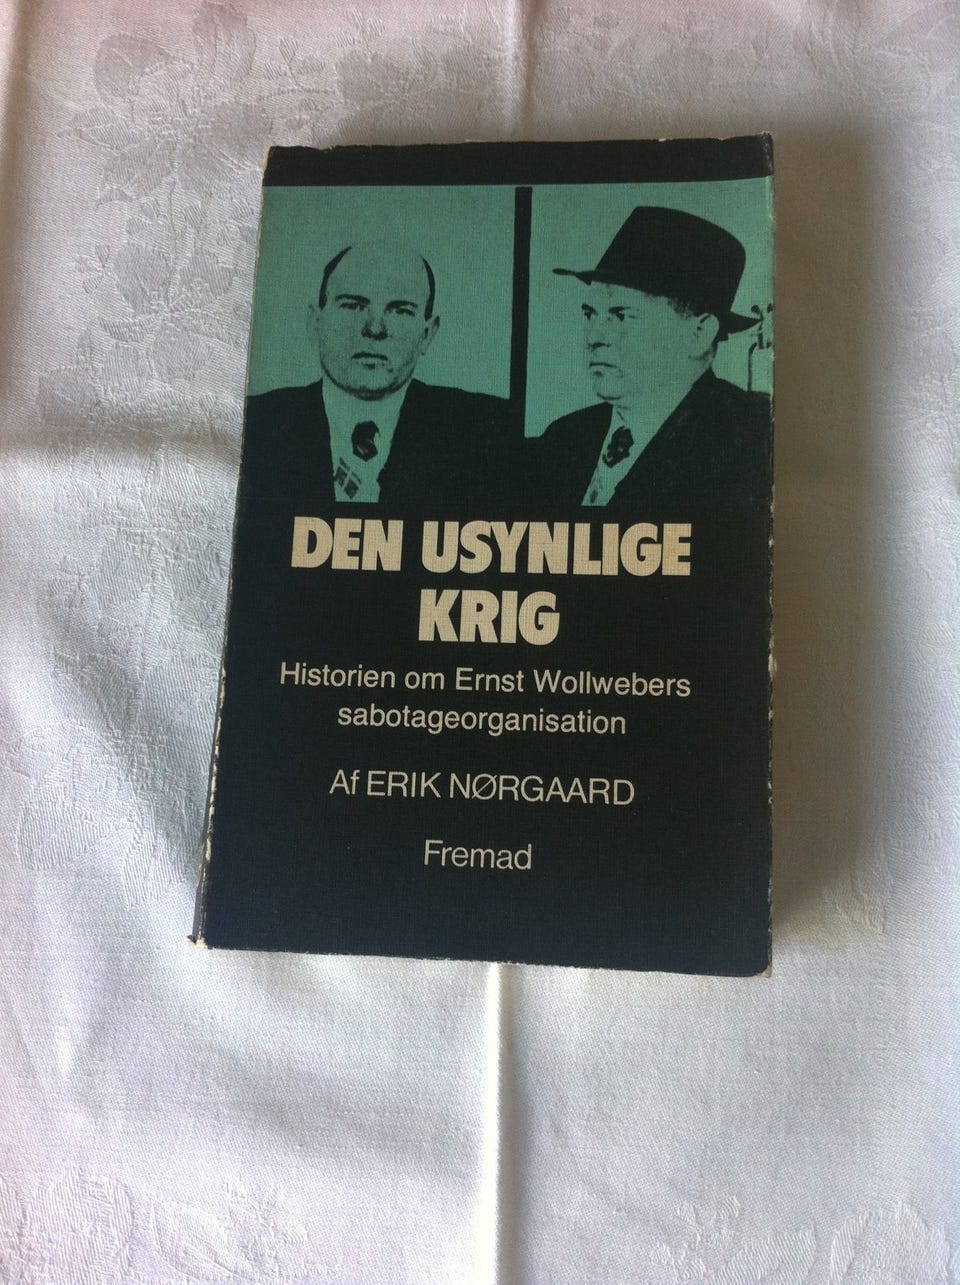 DEN USYNLIGE
KRIG
Historien om Ernst Wollwebers
sabotageorganisation
Af ERIK NØRGAARD
Fremad